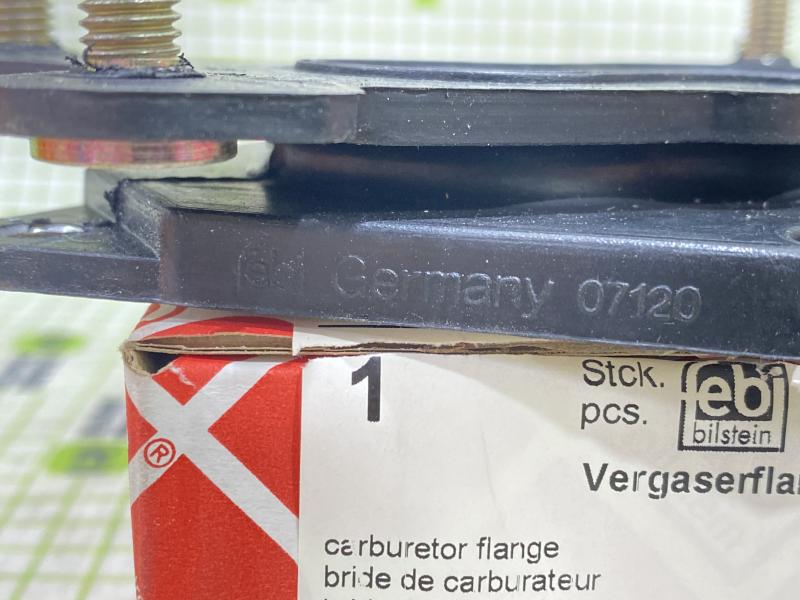 febi Germany 07120
1
Stck.
pcs.
febi
bilstein
®
carburetor flange
bride de carburateur